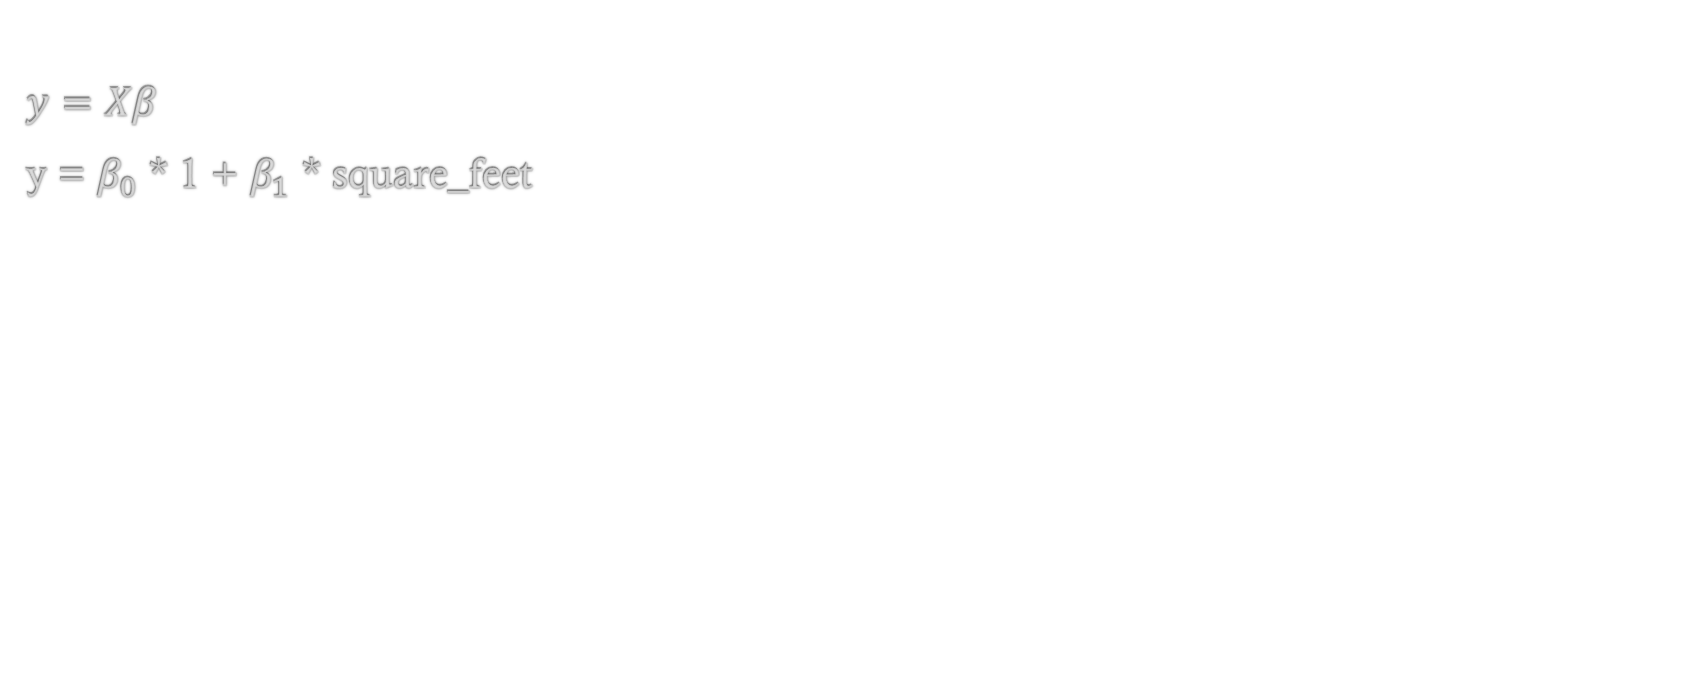 y = Xβ
y = β₀ * 1 + β₁ * square_feet